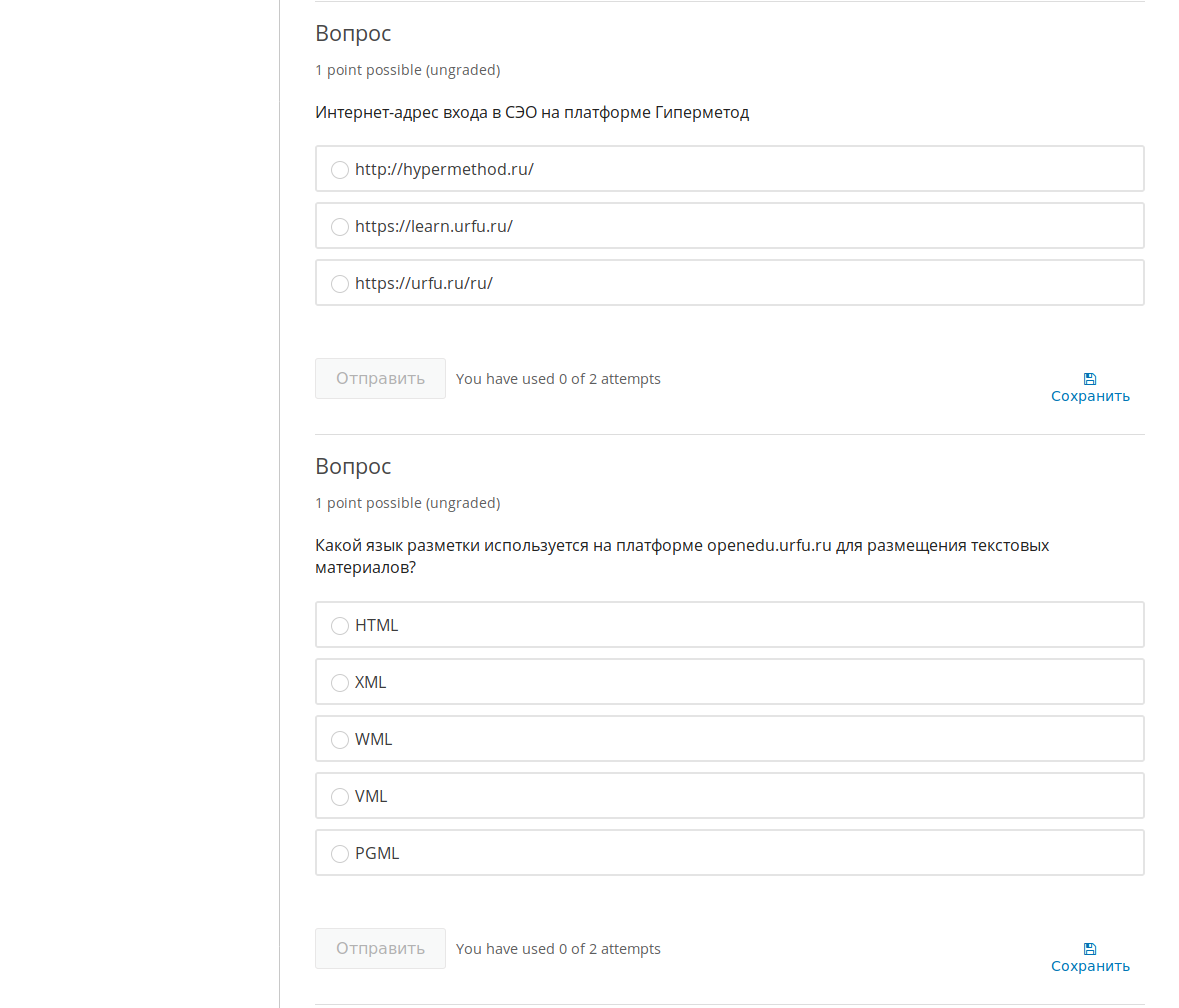 Вопрос
1 point possible (ungraded)
Интернет-адрес входа в СЭО на платформе Гиперметод
http://hypermethod.ru/
https://learn.urfu.ru/
https://urfu.ru/ru/
Отправить You have used 0 of 2 attempts
Сохранить
Вопрос
1 point possible (ungraded)
Какой язык разметки используется на платформе openedu.urfu.ru для размещения текстовых
материалов?
HTML
XML
WML
VML
PGML
Отправить You have used 0 of 2 attempts
Сохранить